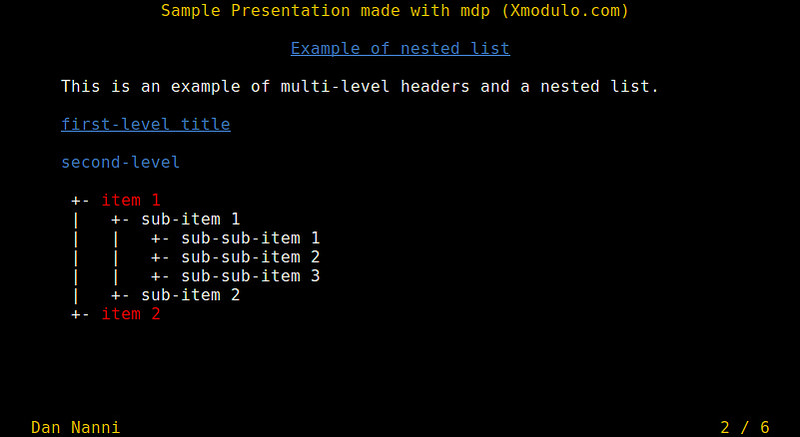 Sample Presentation made with mdp (Xmodulo.com)
Example of nested list
This is an example of multi-level headers and a nested list.
first-level title
second-level
+- item 1
|   +- sub-item 1
|   |   +- sub-sub-item 1
|   |   +- sub-sub-item 2
|   |   +- sub-sub-item 3
|   +- sub-item 2
+- item 2
Dan Nanni 2 / 6